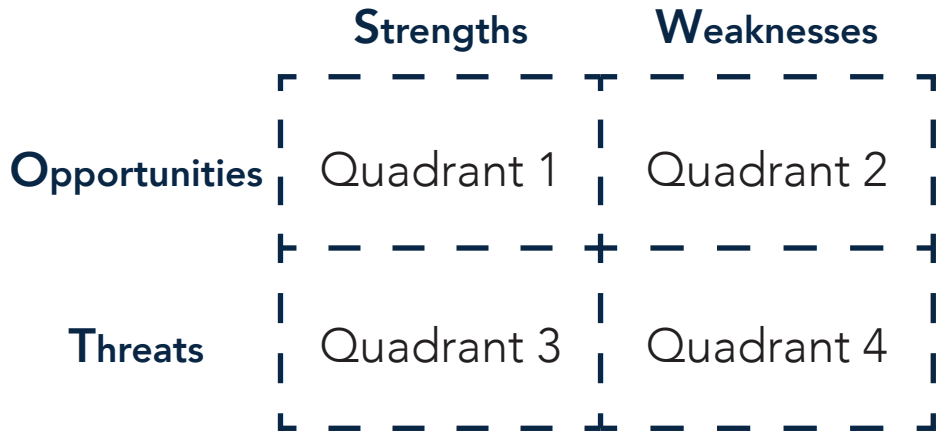 Strengths Weaknesses
Opportunities Quadrant 1 Quadrant 2
Threats Quadrant 3 Quadrant 4